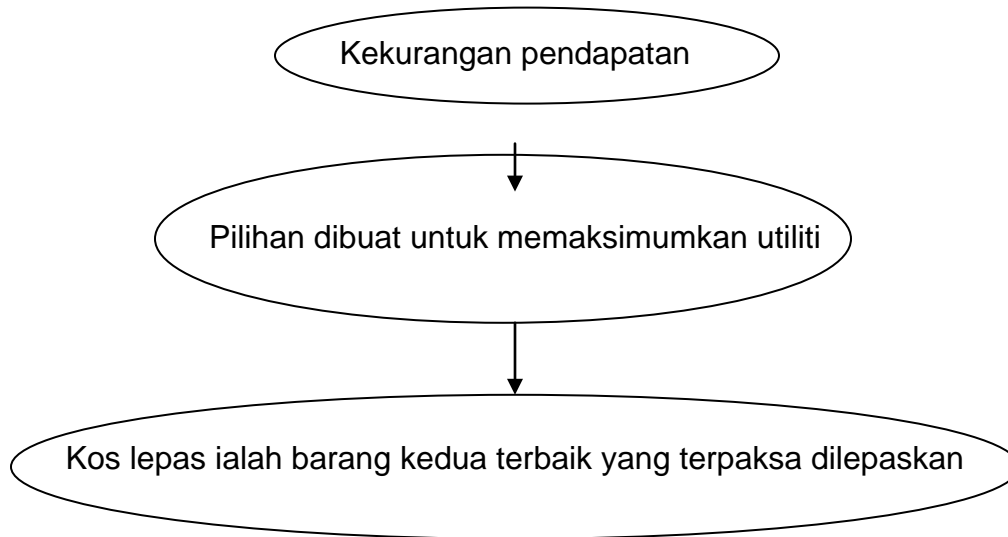 Kekurangan pendapatan
Pilihan dibuat untuk memaksimumkan utiliti
Kos lepas ialah barang kedua terbaik yang terpaksa dilepaskan